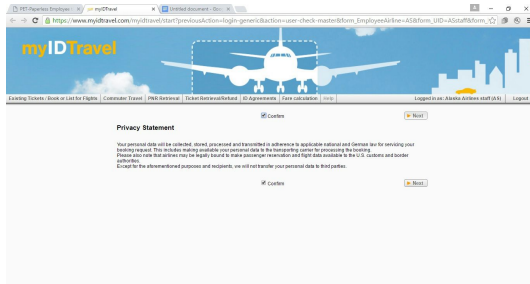 PET-Paperless Employee
myIDTravel
Untitled document - Goo
https://www.myidtravel.com/myidtravel/start?previousAction=login-generic&action=user-check-master&form_EmployeeAirline=AS&form_UID=ASstaff&form_
myIDTravel
Existing Tickets / Book or List for Flights Commuter Travel PNR Retrieval Ticket Retrieval/Refund ID Agreements Fare calculation Help Logged in as: Alaska Airlines staff (AS) Logout
Confirm Next
Privacy Statement
Your personal data will be collected, stored, processed and transmitted in adherence to applicable national and German law for servicing your
booking request. This includes making available your personal data to the transporting carrier for processing the booking.
Please also note that airlines may be legally bound to make passenger reservation and flight data available to the U.S. customs and border
authorities.
Except for the aforementioned purposes and recipients, we will not transfer your personal data to third parties.
Confirm Next